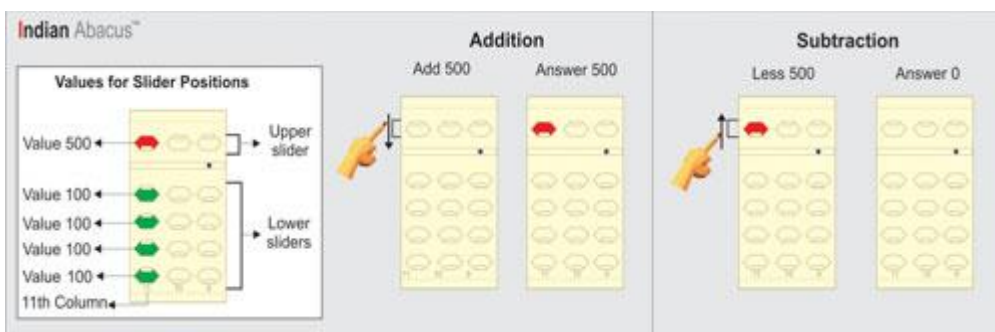 Indian Abacus™
Values for Slider Positions
Value 500
Upper
slider
Value 100
Value 100
Value 100
Value 100
Lower
sliders
11th Column
Addition
Add 500
Answer 500
Subtraction
Less 500
Answer 0